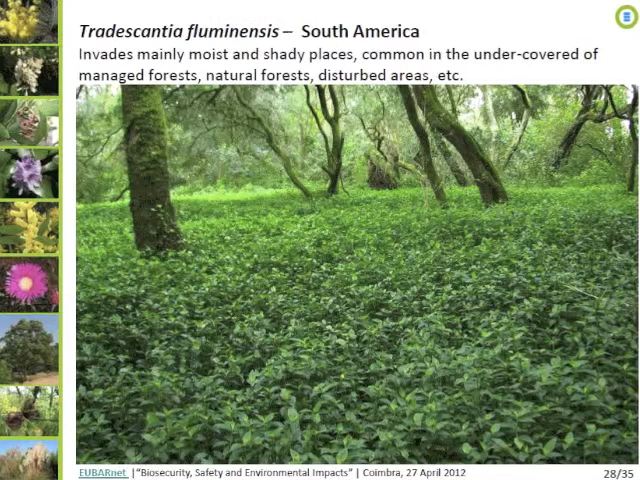 Tradescantia fluminensis – South America
Invades mainly moist and shady places, common in the under-covered of
managed forests, natural forests, disturbed areas, etc.
EUBARnet |"Biosecurity, Safety and Environmental Impacts" | Coimbra, 27 April 2012
28/35